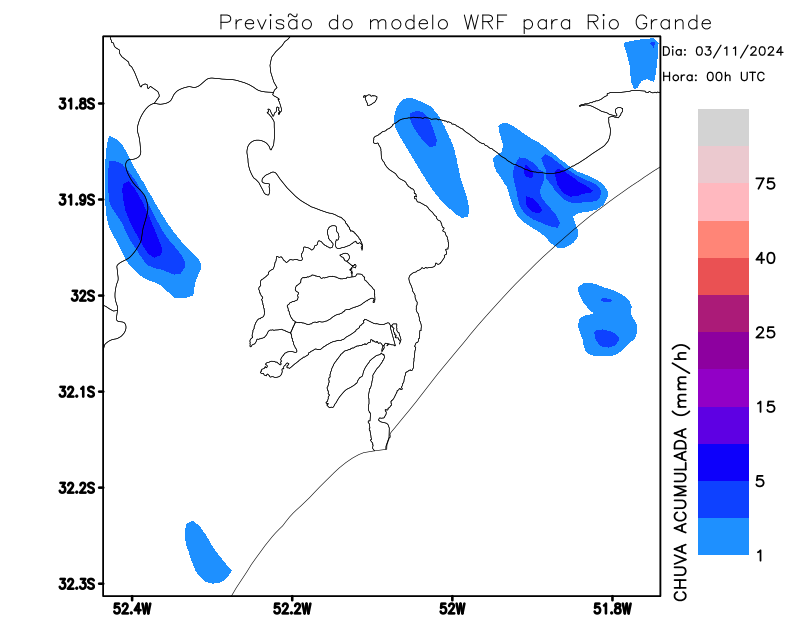 Previsão do modelo WRF para Rio Grande
Dia: 03/11/2024
Hora: 00h UTC
31.8S
31.9S
32S
32.1S
32.2S
32.3S
52.4W
52.2W
52W
51.8W
75
40
25
15
5
1
CHUVA ACUMULADA (mm/h)